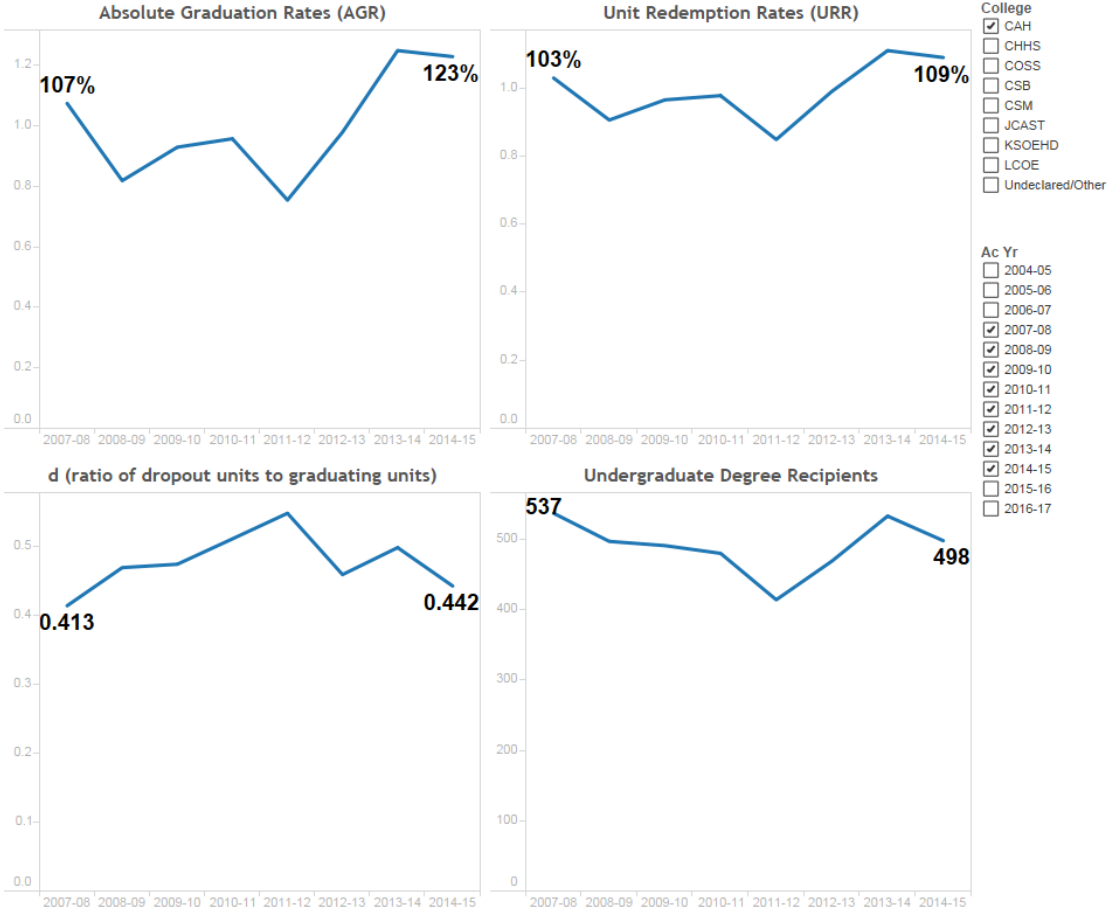 Absolute Graduation Rates (AGR)
1.2
1.0
0.8
0.6
0.4
0.2
0.0
107%
123%
2007-08 2008-09 2009-10 2010-11 2011-12 2012-13 2013-14 2014-15
Unit Redemption Rates (URR)
1.0
0.8
0.6
0.4
0.2
0.0
103%
109%
2007-08 2008-09 2009-10 2010-11 2011-12 2012-13 2013-14 2014-15
d (ratio of dropout units to graduating units)
0.5
0.4
0.3
0.2
0.1
0.0
0.413
0.442
2007-08 2008-09 2009-10 2010-11 2011-12 2012-13 2013-14 2014-15
Undergraduate Degree Recipients
537
500
400
300
200
100
0
498
2007-08 2008-09 2009-10 2010-11 2011-12 2012-13 2013-14 2014-15
College
CAH
CHHS
COSS
CSB
CSM
JCAST
KSOEHD
LCOE
Undeclared/Other
Ac Yr
2004-05
2005-06
2006-07
2007-08
2008-09
2009-10
2010-11
2011-12
2012-13
2013-14
2014-15
2015-16
2016-17